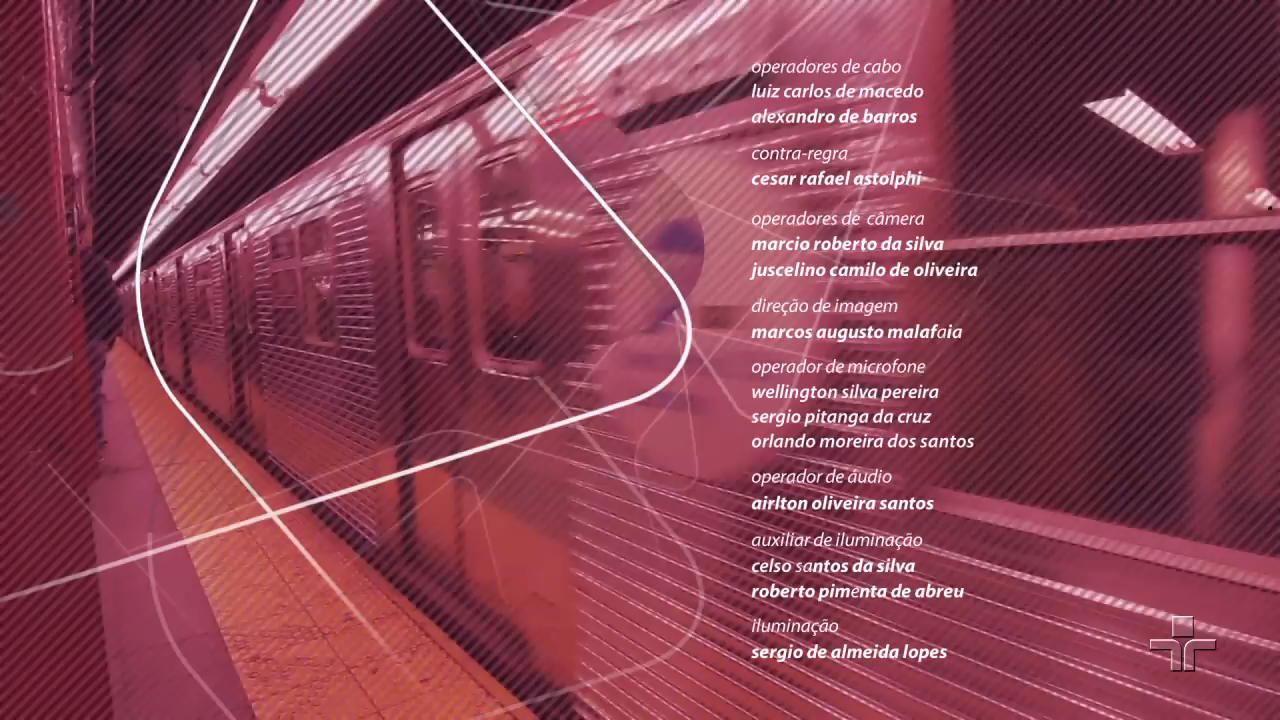 operadores de cabo
luiz carlos de macedo
alexandro de barros
contra-regra
cesar rafael astolphi
operadores de câmera
marcio roberto da silva
juscelino camilo de oliveira
direção de imagem
marcos augusto malafaia
operador de microfone
wellington silva pereira
sergio pitanga da cruz
orlando moreira dos santos
operador de áudio
airlton oliveira santos
auxiliar de iluminação
celso santos da silva
roberto pimenta de abreu
iluminação
sergio de almeida lopes